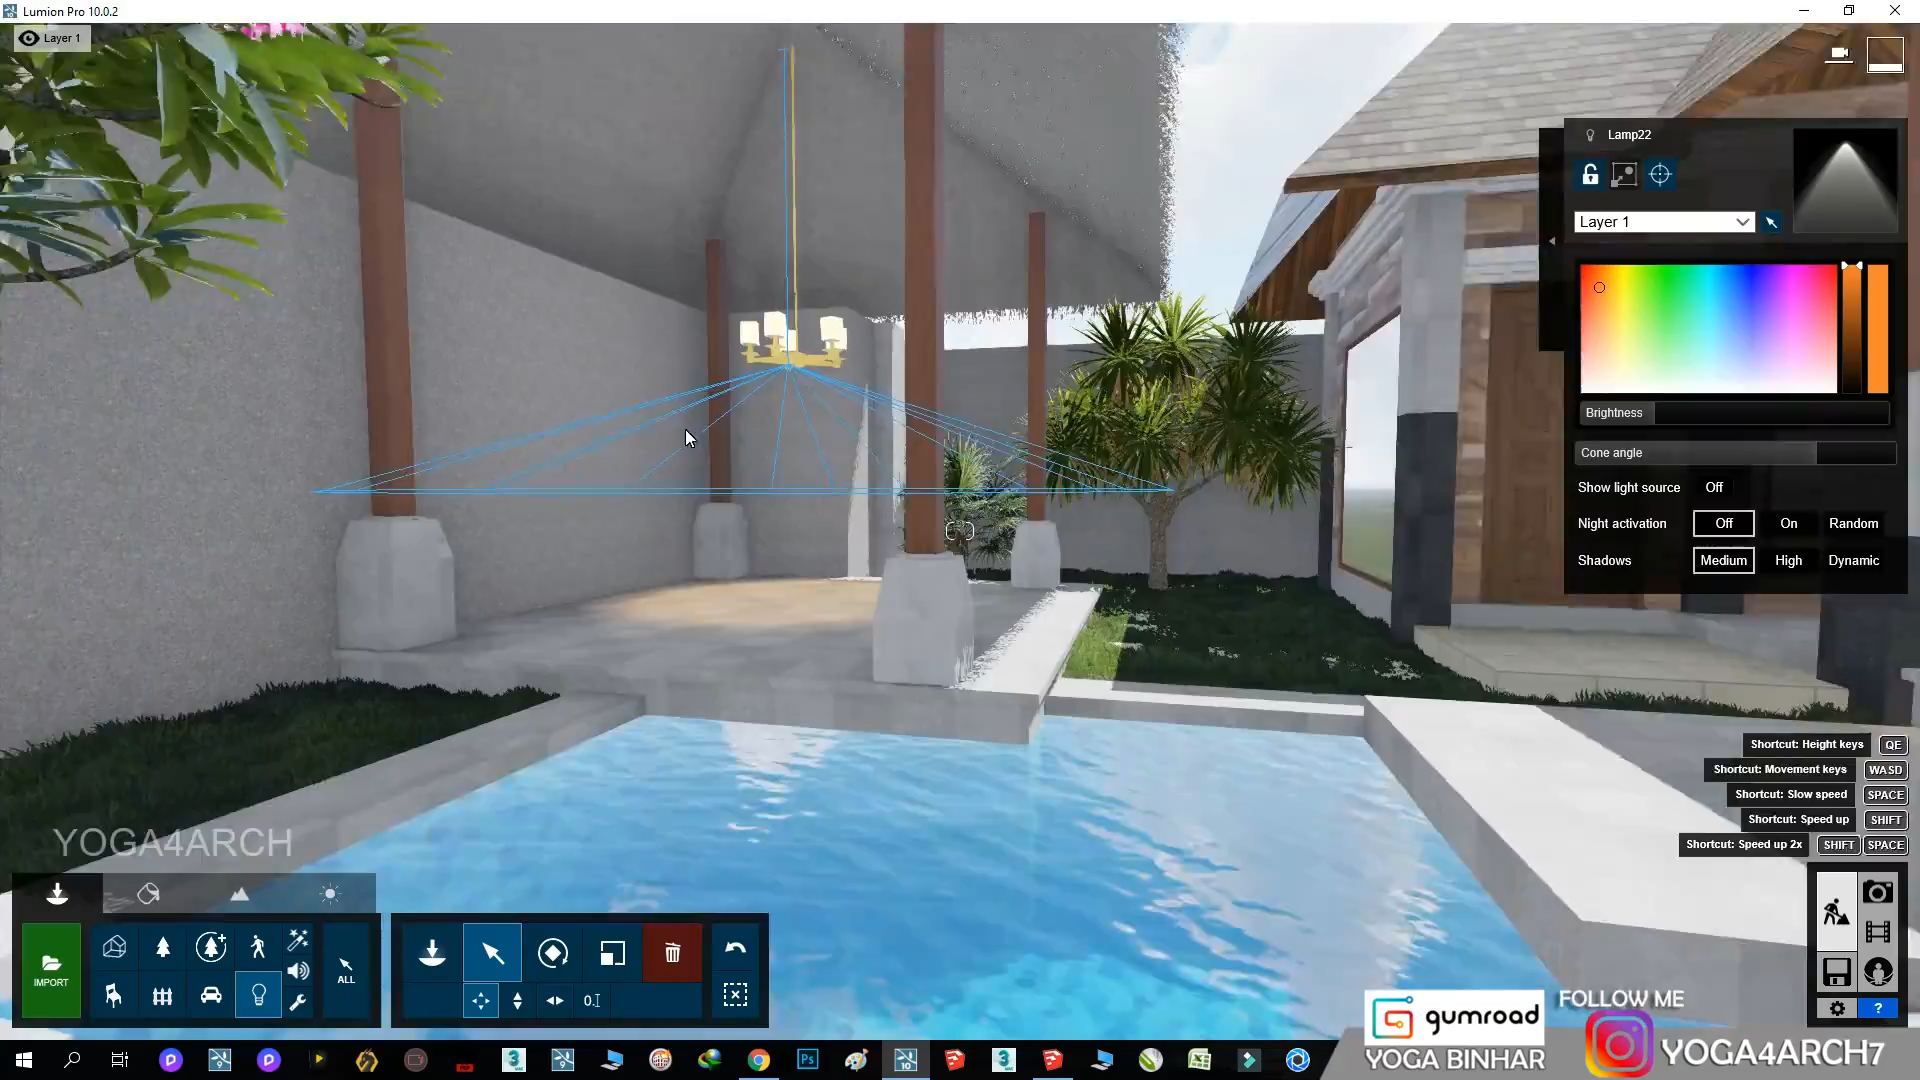 Lumion Pro 10.0.2
Layer 1
Lamp22
Layer 1
Brightness
Cone angle
Show light source Off
Night activation Off On Random
Shadows Medium High Dynamic
Shortcut: Height keys QE
Shortcut: Movement keys WASD
Shortcut: Slow speed SPACE
Shortcut: Speed up SHIFT
Shortcut: Speed up 2x SHIFT SPACE
YOGA4ARCH
IMPORT
ALL
?
gumroad
YOGA BINHAR
FOLLOW ME
YOGA4ARCH7